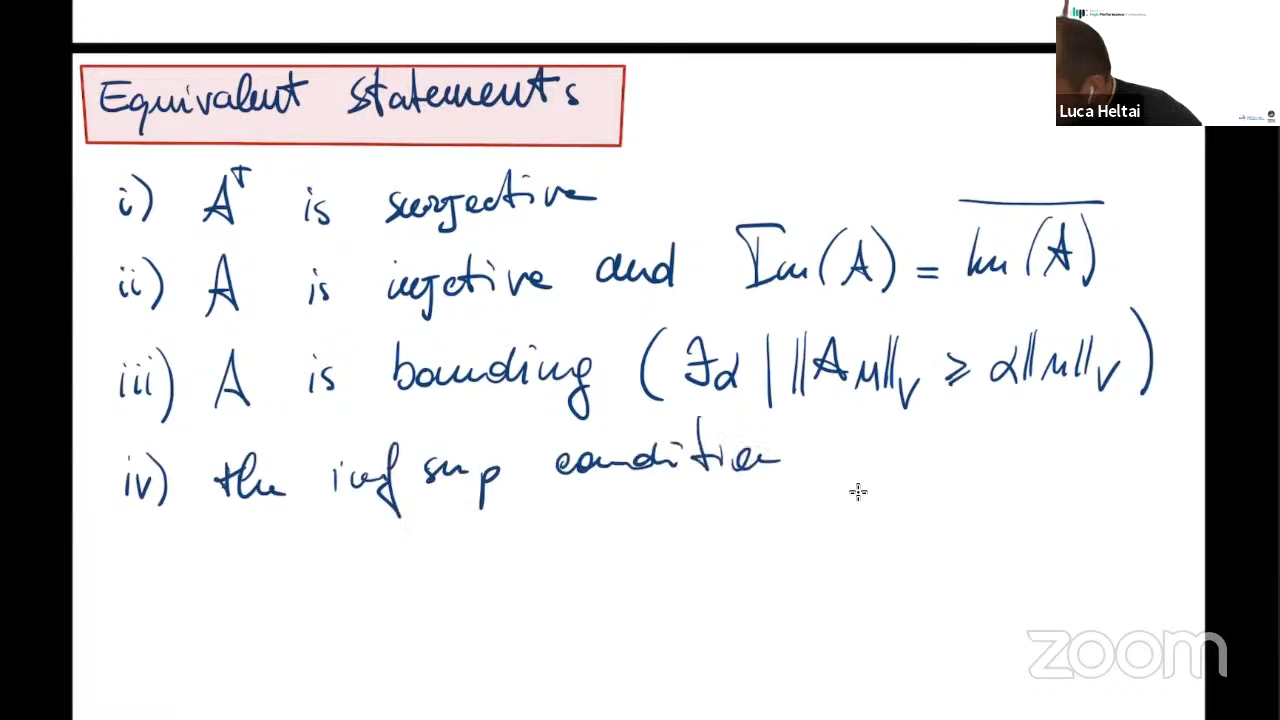 Equivalent statements
i) Aᵀ is surjective
ii) A is injective and Im(A) = \overline{Im(A)}
iii) A is bounding (∃α | ‖Au‖_V ⩾ α‖u‖_V)
iv) the inf sup condition
Luca Heltai
zoom